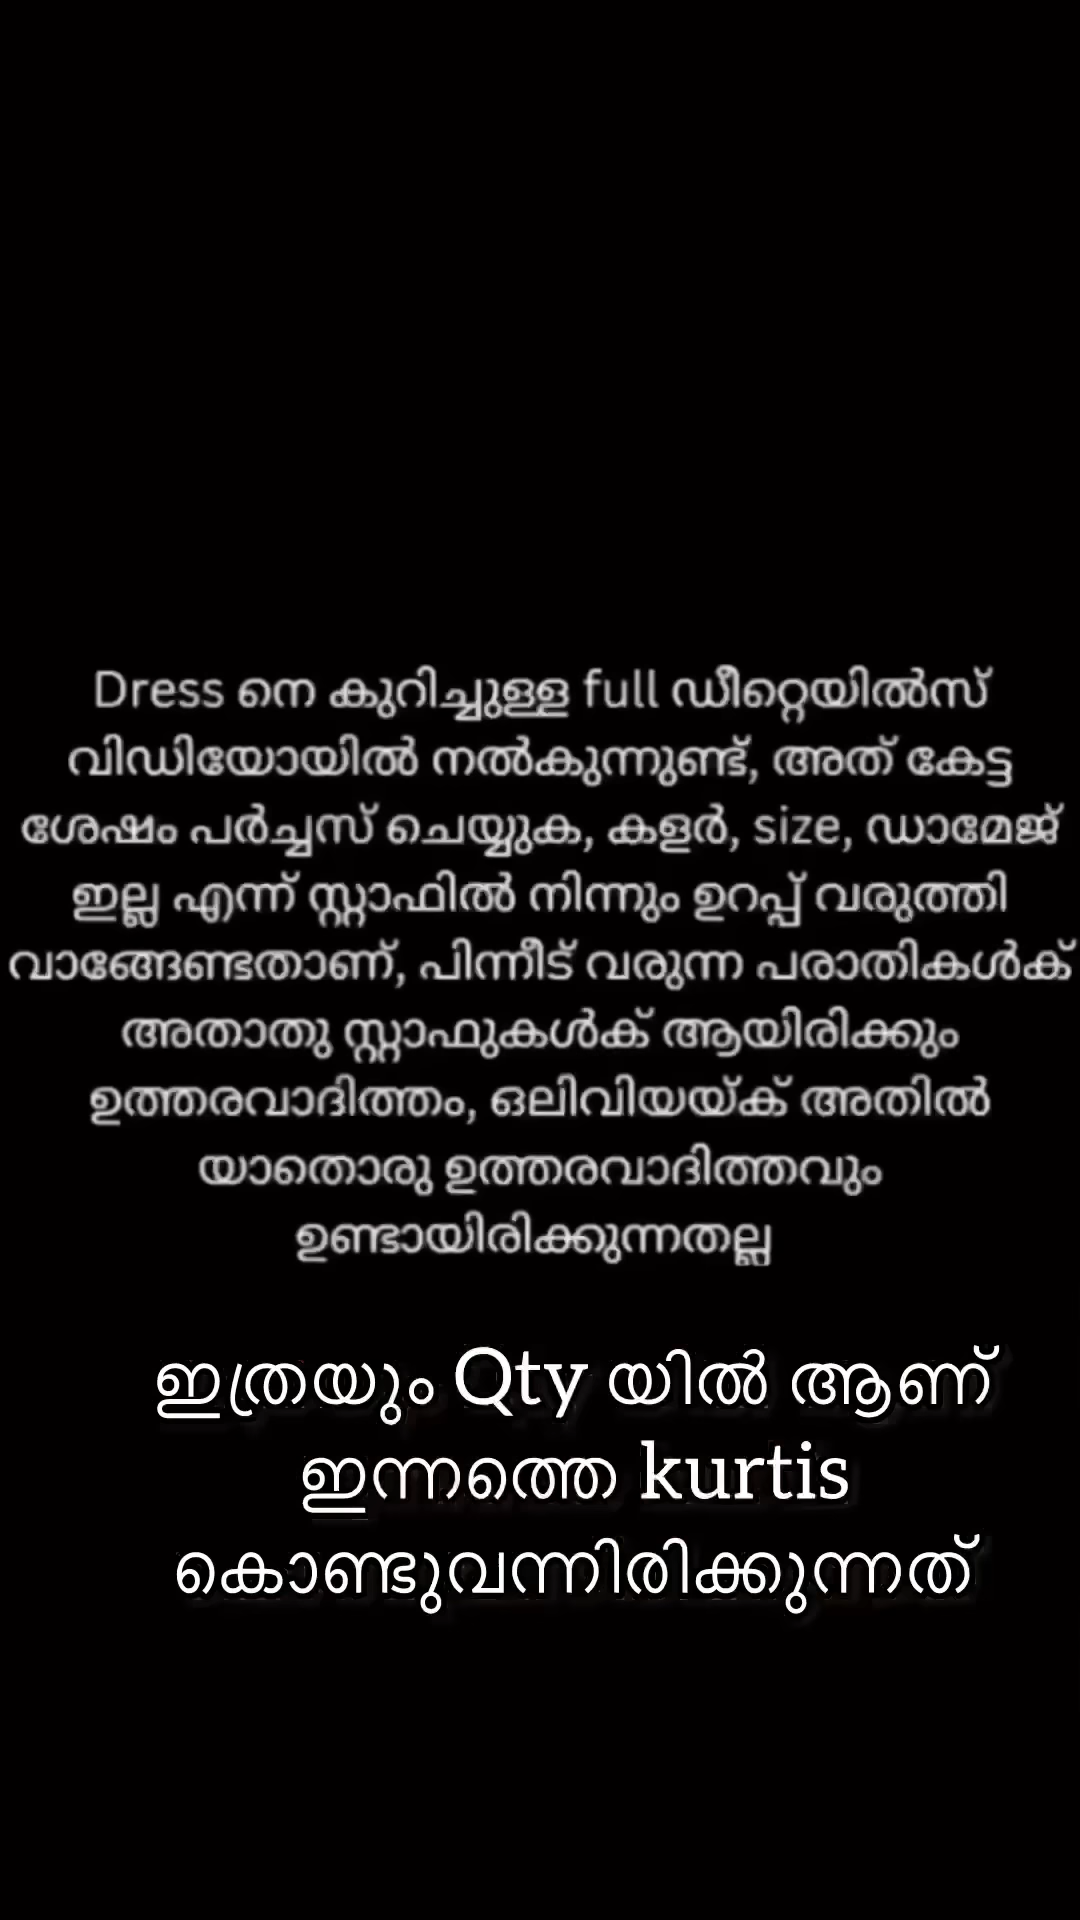 Dress നെ കുറിച്ചുള്ള full ഡീറ്റെയിൽസ്
വിഡിയോയിൽ നൽകുന്നുണ്ട്, അത് കേട്ട
ശേഷം പർച്ചസ് ചെയ്യുക, കളർ, size, ഡാമേജ്
ഇല്ല എന്ന് സ്റ്റാഫിൽ നിന്നും ഉറപ്പ് വരുത്തി
വാങ്ങേണ്ടതാണ്, പിന്നീട് വരുന്ന പരാതികൾക്
അതാതു സ്റ്റാഫുകൾക് ആയിരിക്കും
ഉത്തരവാദിത്തം, ഒലിവിയയ്ക് അതിൽ
യാതൊരു ഉത്തരവാദിത്തവും
ഉണ്ടായിരിക്കുന്നതല്ല
ഇത്രയും Qty യിൽ ആണ്
ഇന്നത്തെ kurtis
കൊണ്ടുവന്നിരിക്കുന്നത്